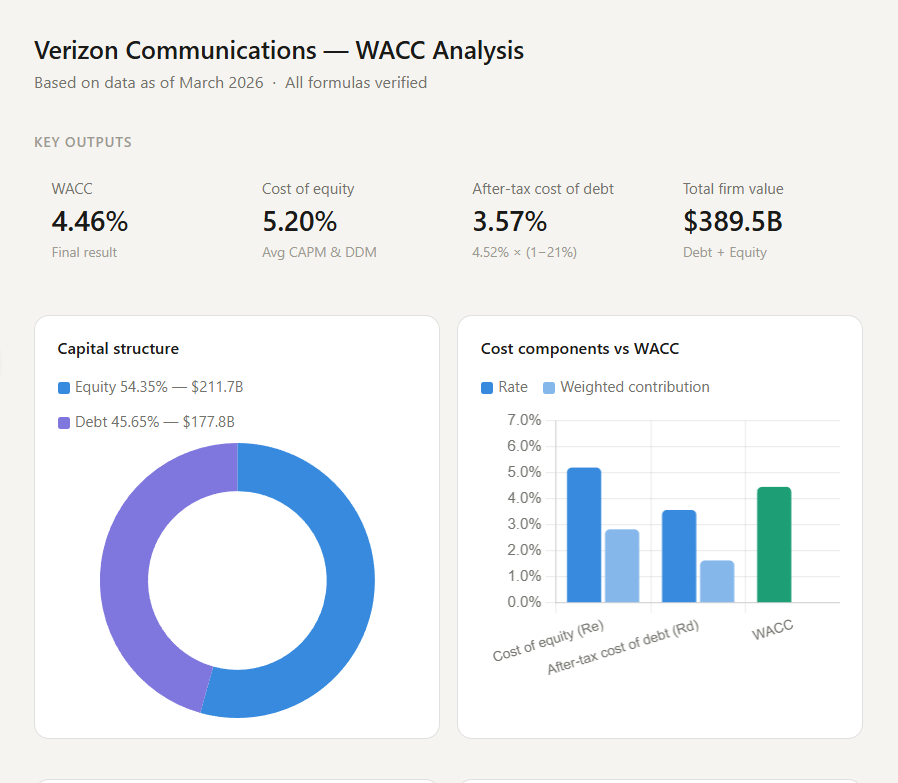 Verizon Communications — WACC Analysis
Based on data as of March 2026 · All formulas verified
KEY OUTPUTS
WACC
4.46%
Final result
Cost of equity
5.20%
Avg CAPM & DDM
After-tax cost of debt
3.57%
4.52% × (1−21%)
Total firm value
$389.5B
Debt + Equity
Capital structure
Equity 54.35% — $211.7B
Debt 45.65% — $177.8B
Cost components vs WACC
Rate
Weighted contribution
7.0%
6.0%
5.0%
4.0%
3.0%
2.0%
1.0%
0.0%
Cost of equity (Re)
After-tax cost of debt (Rd)
WACC